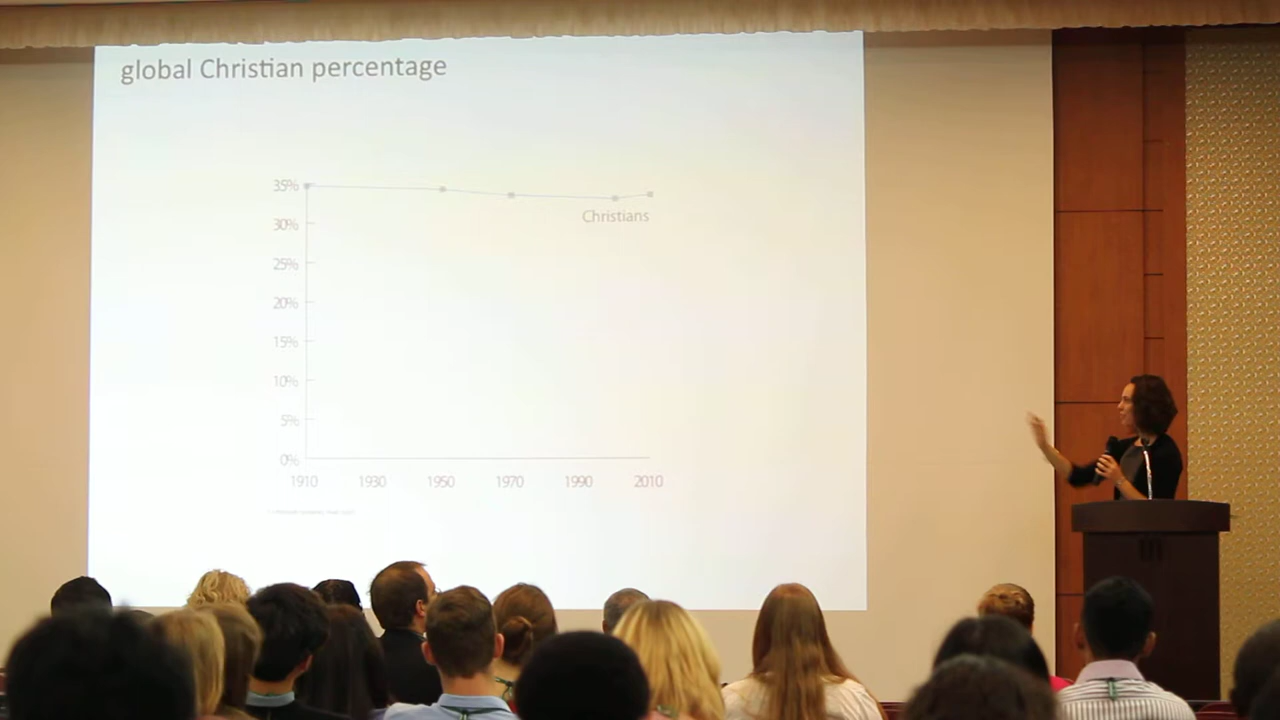 global Christian percentage
35%
Christians
30%
25%
20%
15%
10%
5%
0%
1910 1930 1950 1970 1990 2010